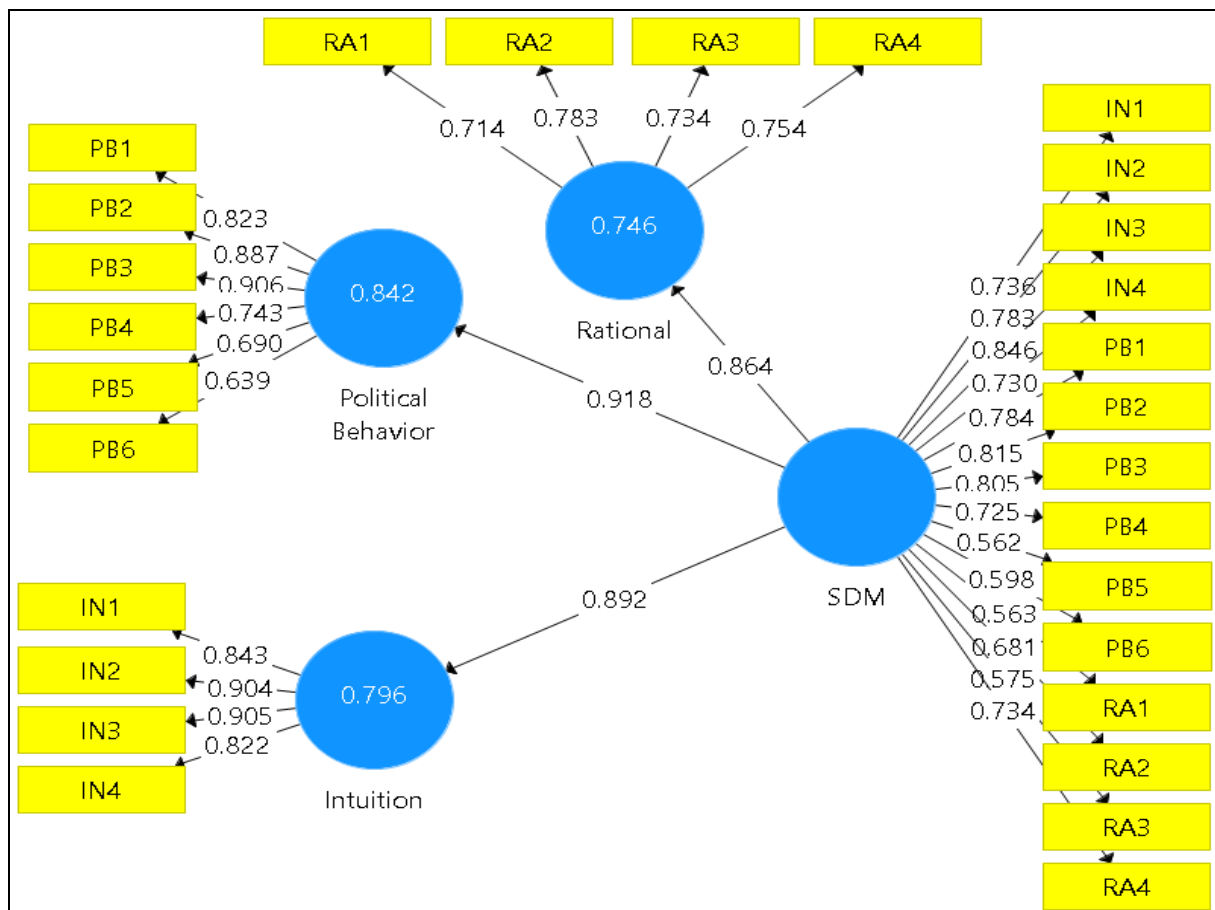 RA1
RA2
RA3
RA4
0.714
0.783
0.734
0.754
0.746
Rational
PB1
PB2
PB3
PB4
PB5
PB6
0.823
0.887
0.906
0.743
0.690
0.639
0.842
Political
Behavior
0.864
0.918
0.892
SDM
IN1
IN2
IN3
IN4
0.843
0.904
0.905
0.822
0.796
Intuition
0.736
0.783
0.846
0.730
0.784
0.815
0.805
0.725
0.562
0.598
0.563
0.681
0.575
0.734
IN1
IN2
IN3
IN4
PB1
PB2
PB3
PB4
PB5
PB6
RA1
RA2
RA3
RA4